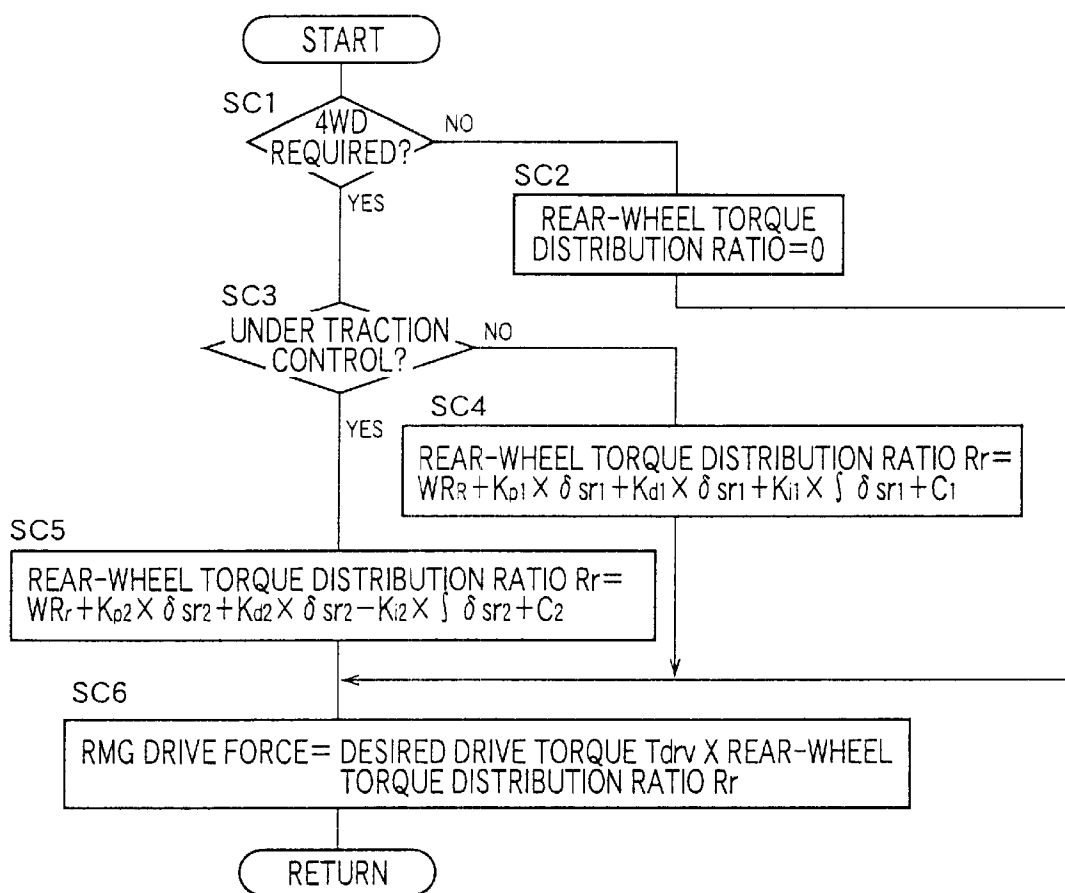 START
SC1
4WD
REQUIRED?
NO
YES
SC2
REAR-WHEEL TORQUE
DISTRIBUTION RATIO=0
SC3
UNDER TRACTION
CONTROL?
NO
YES
SC4
REAR-WHEEL TORQUE DISTRIBUTION RATIO Rr=
WRR+Kp1×δsr1+Kd1×δsr1+Ki1×∫δsr1+C1
SC5
REAR-WHEEL TORQUE DISTRIBUTION RATIO Rr=
WRr+Kp2×δsr2+Kd2×δsr2−Ki2×∫δsr2+C2
SC6
RMG DRIVE FORCE= DESIRED DRIVE TORQUE Tdrv X REAR-WHEEL
TORQUE DISTRIBUTION RATIO Rr
RETURN